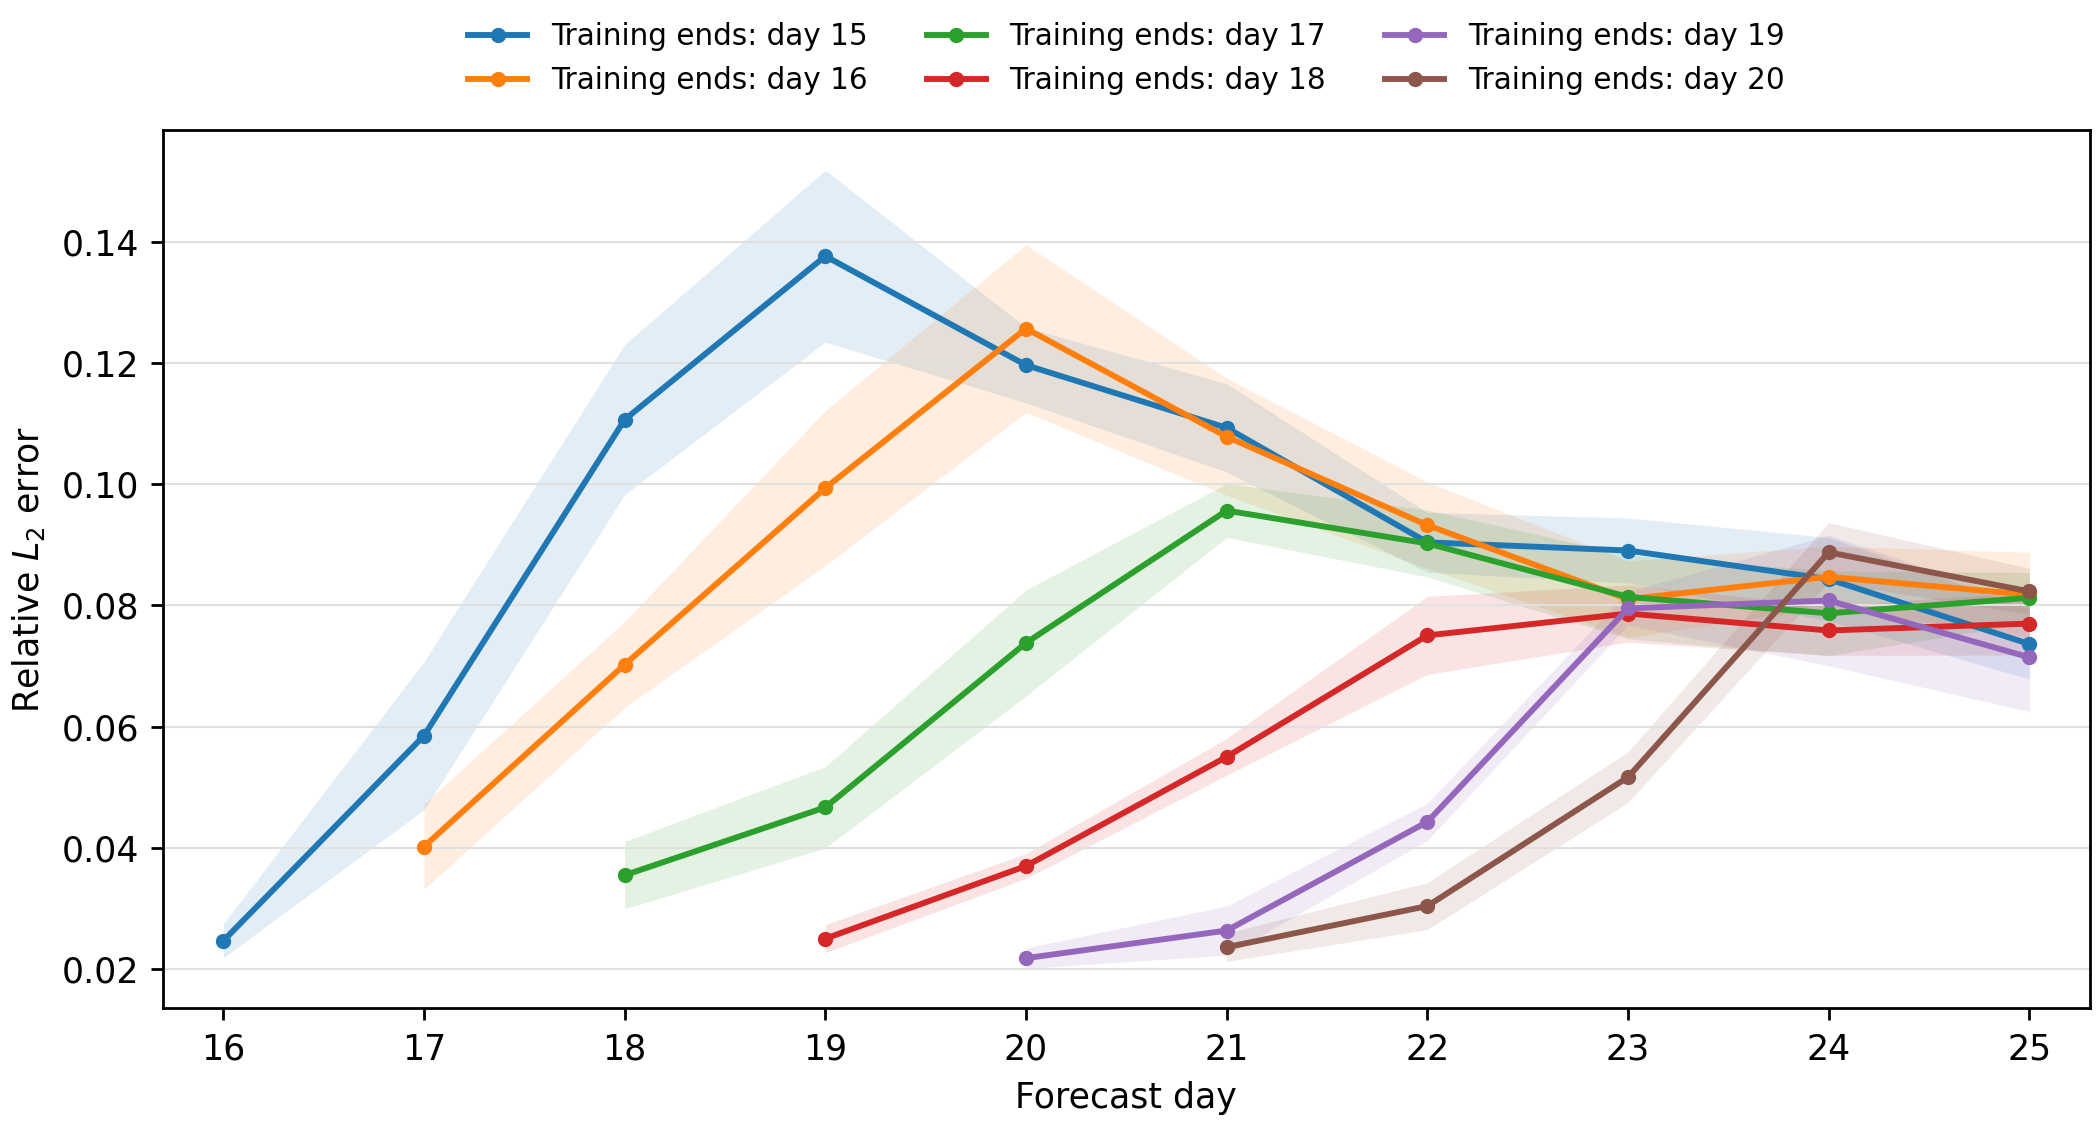 Training ends: day 15 Training ends: day 17 Training ends: day 19
Training ends: day 16 Training ends: day 18 Training ends: day 20
Relative L₂ error
0.14
0.12
0.10
0.08
0.06
0.04
0.02
16 17 18 19 20 21 22 23 24 25
Forecast day